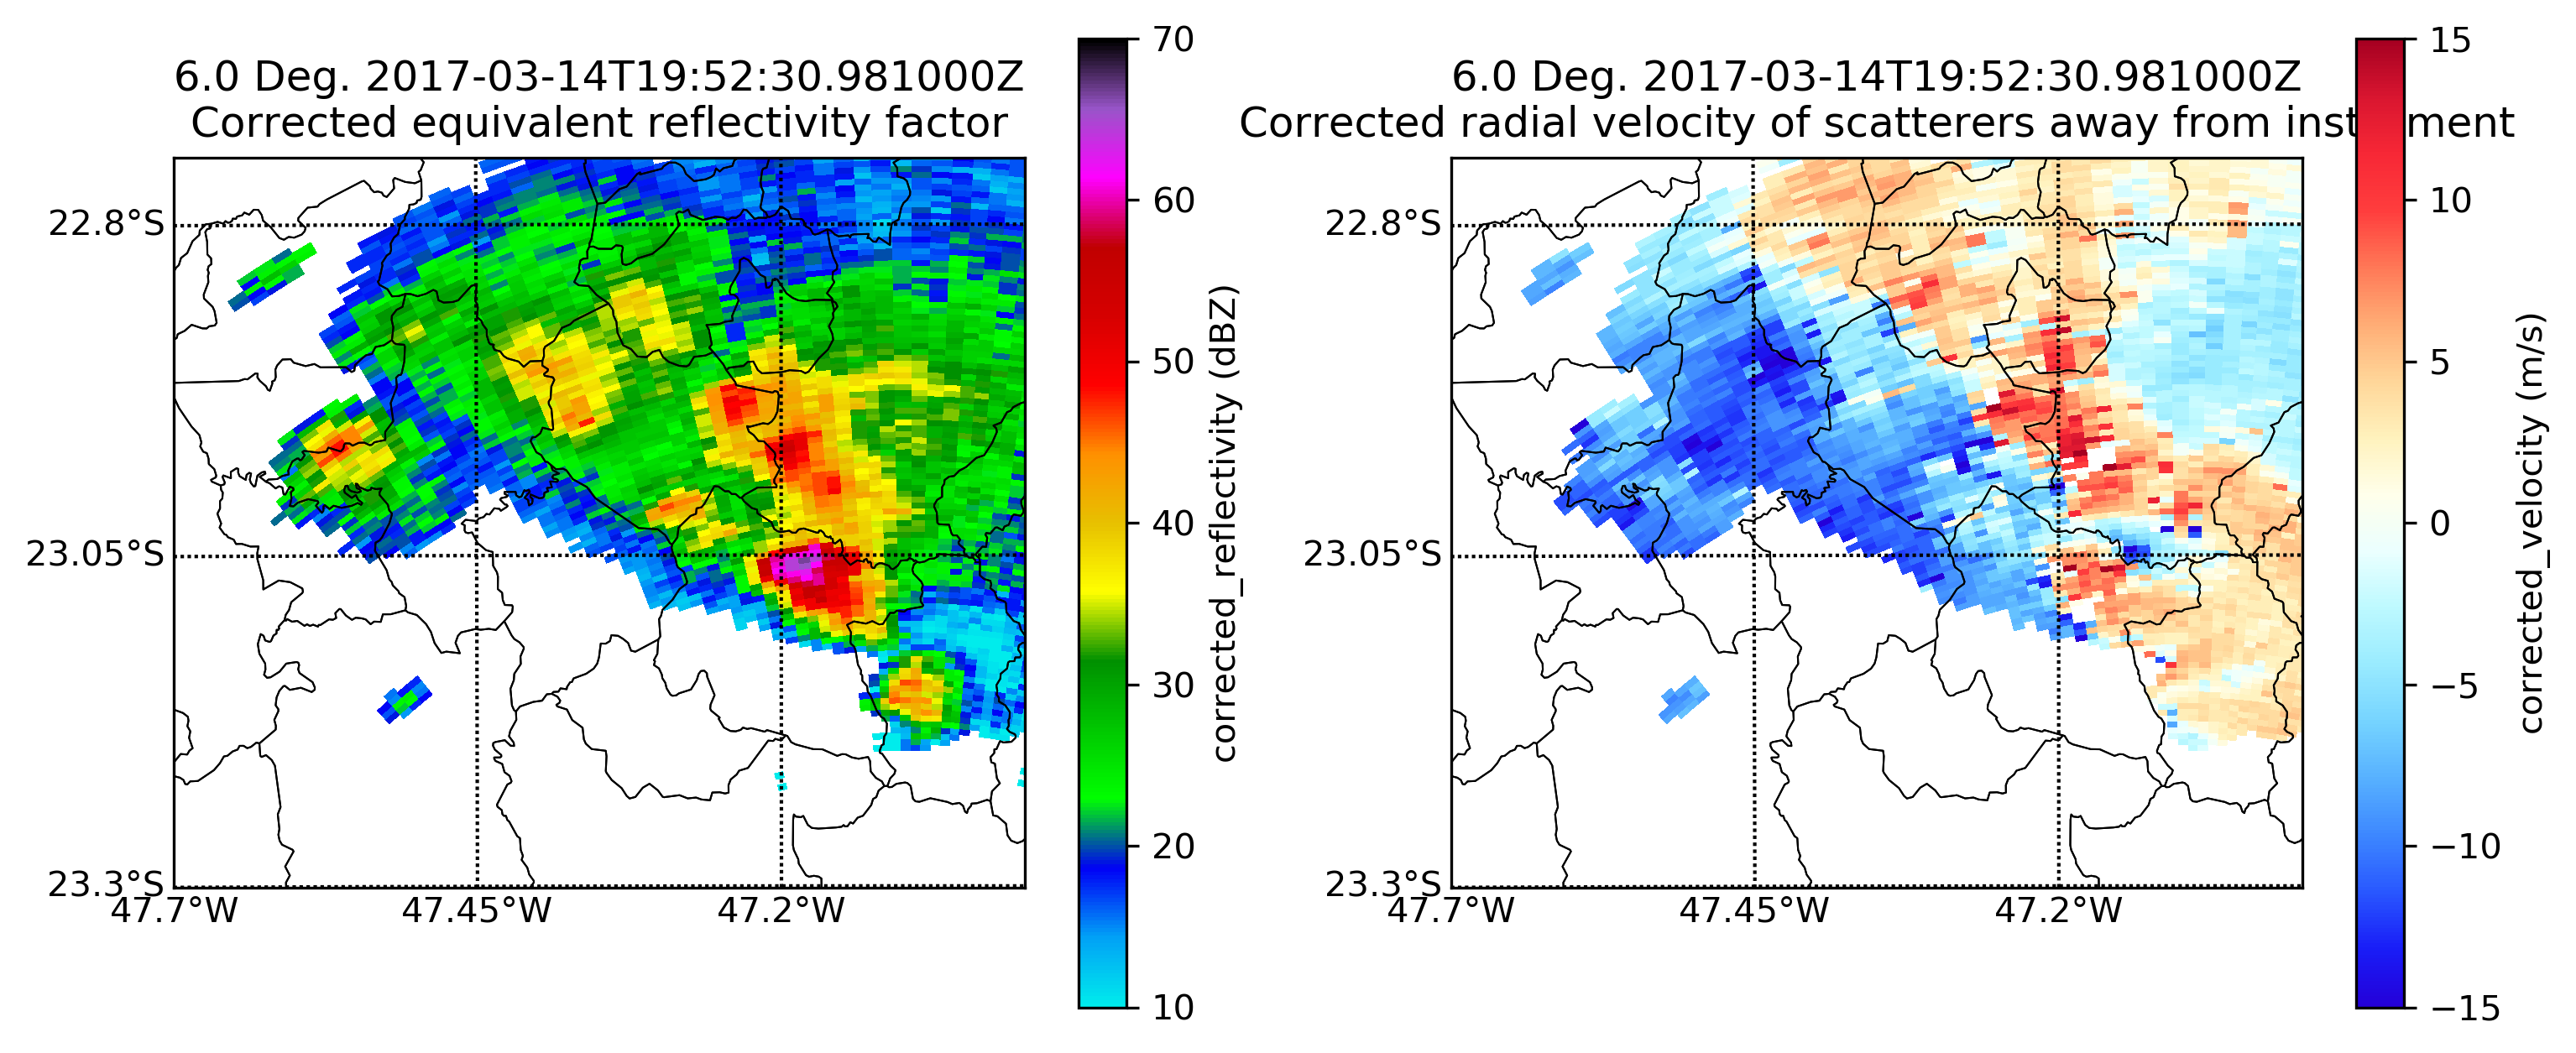 6.0 Deg. 2017-03-14T19:52:30.981000Z
Corrected equivalent reflectivity factor
22.8°S
23.05°S
23.3°S
47.7°W
47.45°W
47.2°W
70
60
50
40
30
20
10
corrected_reflectivity (dBZ)
6.0 Deg. 2017-03-14T19:52:30.981000Z
Corrected radial velocity of scatterers away from inst ment
22.8°S
23.05°S
23.3°S
47.7°W
47.45°W
47.2°W
15
10
5
0
−5
−10
−15
corrected_velocity (m/s)